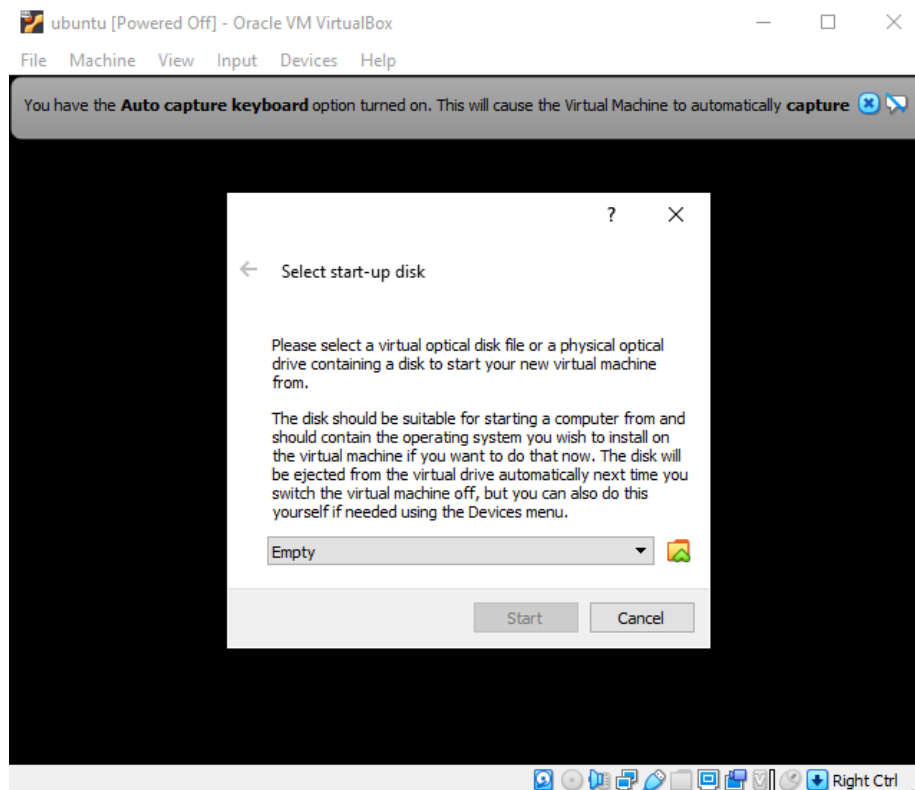 ubuntu [Powered Off] - Oracle VM VirtualBox
File Machine View Input Devices Help
You have the Auto capture keyboard option turned on. This will cause the Virtual Machine to automatically capture
?
Select start-up disk
Please select a virtual optical disk file or a physical optical
drive containing a disk to start your new virtual machine
from.
The disk should be suitable for starting a computer from and
should contain the operating system you wish to install on
the virtual machine if you want to do that now. The disk will
be ejected from the virtual drive automatically next time you
switch the virtual machine off, but you can also do this
yourself if needed using the Devices menu.
Empty
Start Cancel
Right Ctrl